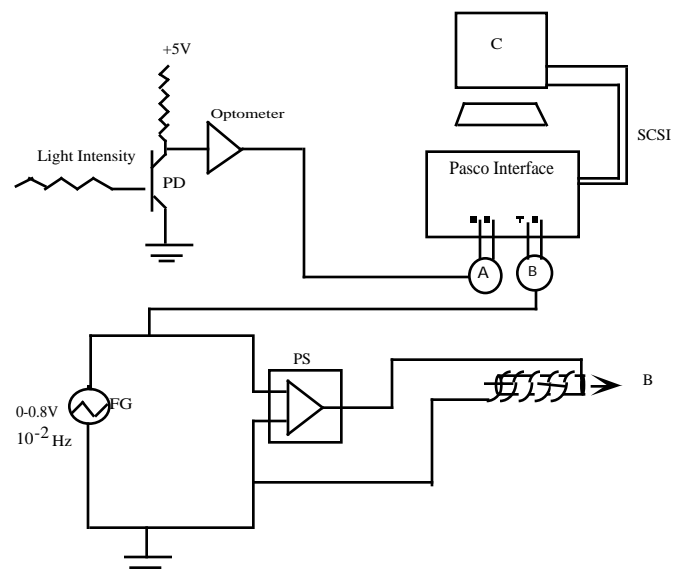 +5V
C
Optometer
SCSI
Light Intensity
PD
Pasco Interface
A
B
PS
B
FG
0-0.8V
10-2 Hz